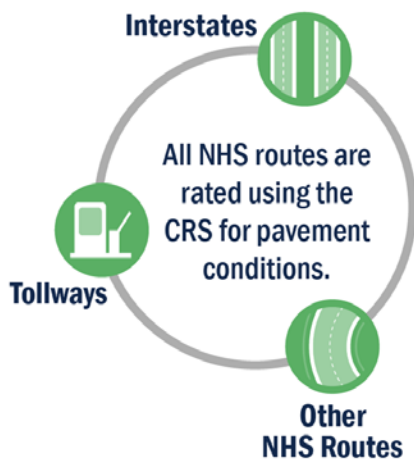 Interstates
All NHS routes are
rated using the
CRS for pavement
conditions.
Tollways
Other
NHS Routes